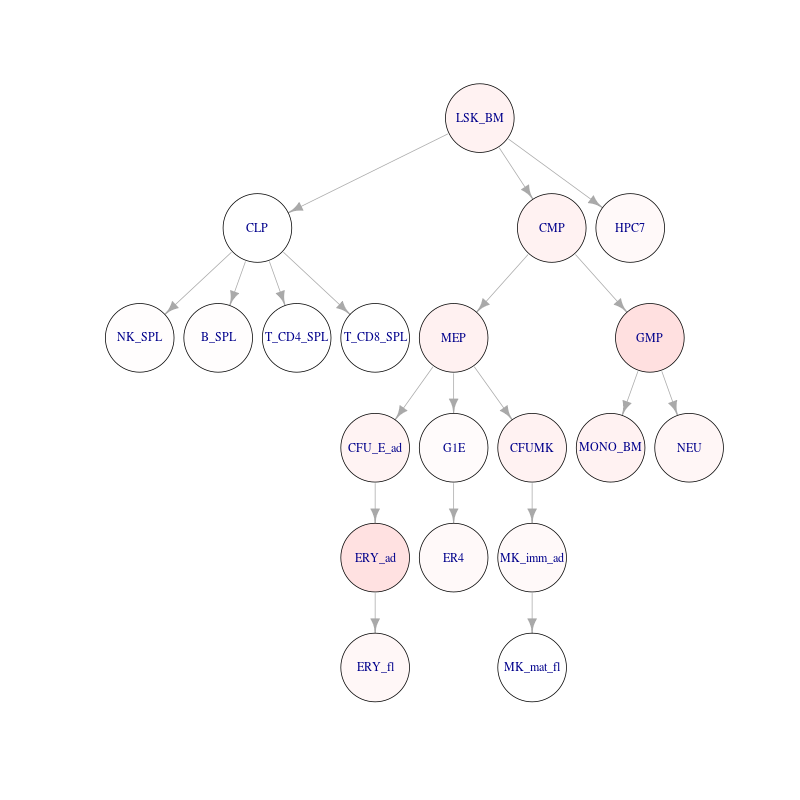 LSK_BM
CLP
CMP
HPC7
NK_SPL
B_SPL
T_CD4_SPL
T_CD8_SPL
MEP
GMP
CFU_E_ad
G1E
CFUMK
MONO_BM
NEU
ERY_ad
ER4
MK_imm_ad
ERY_fl
MK_mat_fl